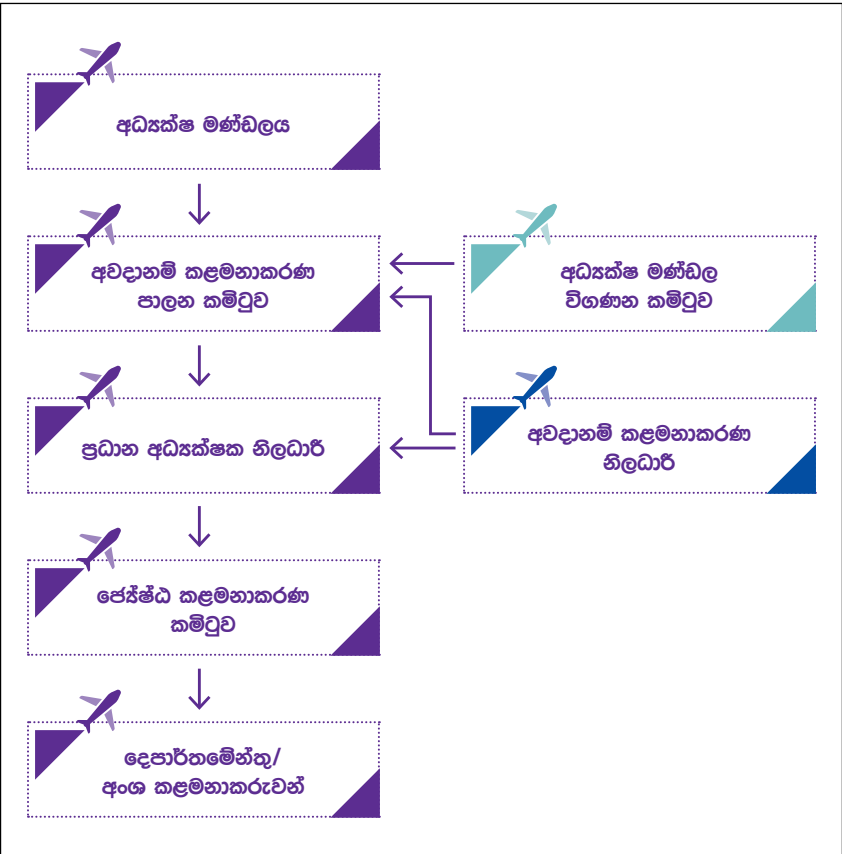 අධ්‍යක්ෂ මණ්ඩලය
අවදානම් කළමනාකරණ
පාලන කමිටුව
අධ්‍යක්ෂ මණ්ඩල
විගණන කමිටුව
ප්‍රධාන අධ්‍යක්ෂක නිලධාරී
අවදානම් කළමනාකරණ
නිලධාරී
ජ්‍යේෂ්ඨ කළමනාකරණ
කමිටුව
දෙපාර්තමේන්තු/
අංශ කළමනාකරුවන්